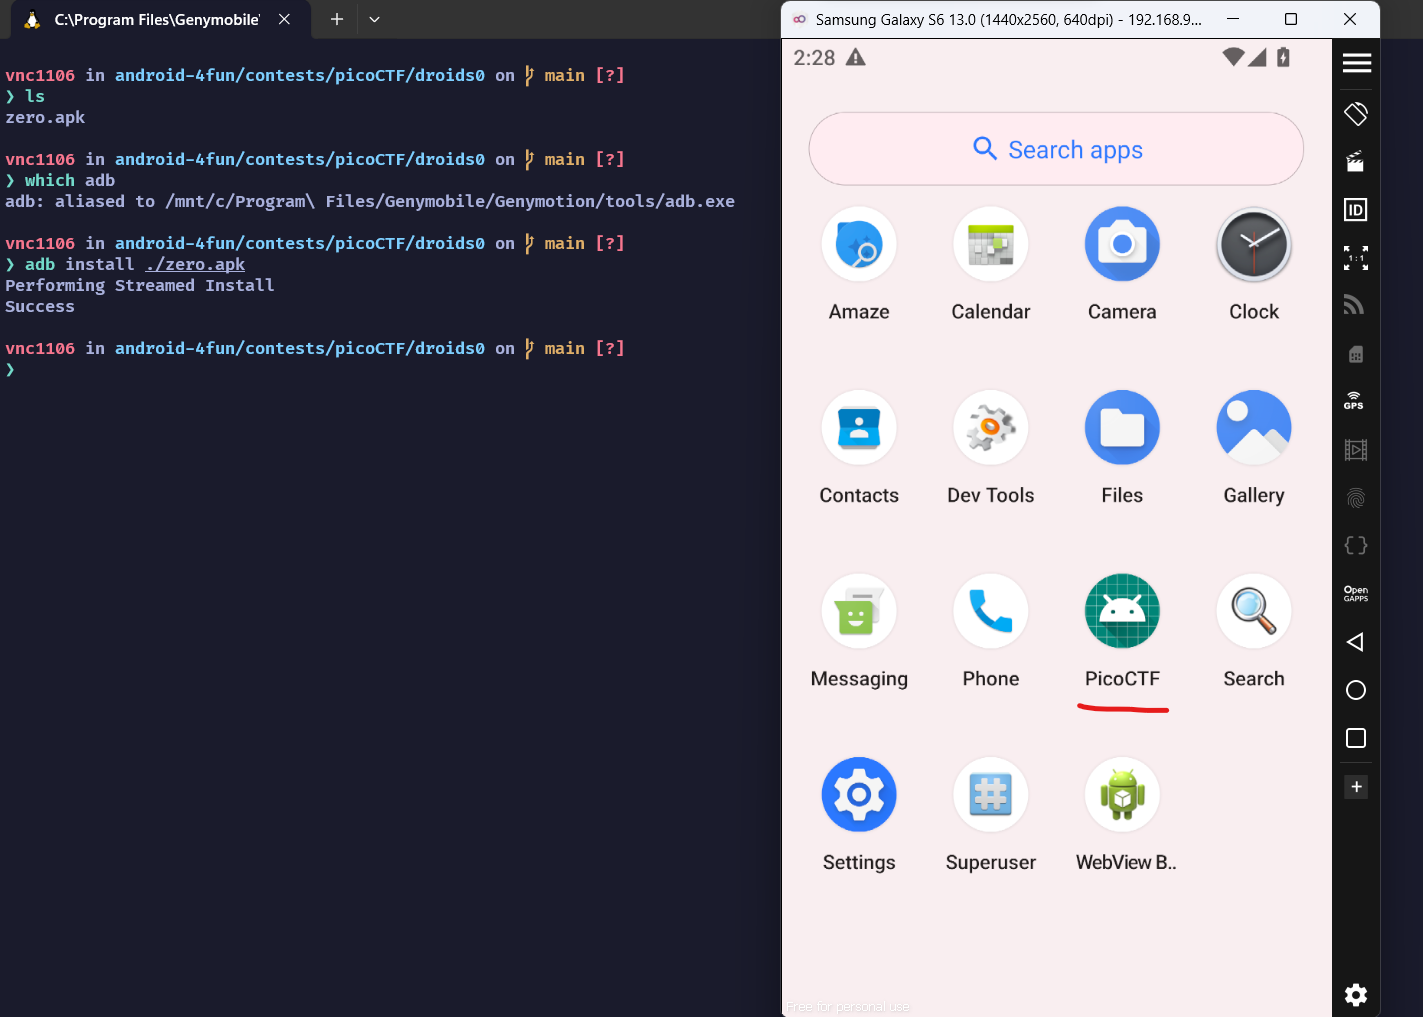 C:\Program Files\Genymobile'
vnc1106 in android-4fun/contests/picoCTF/droids0 on main [?]
❯ ls
zero.apk
vnc1106 in android-4fun/contests/picoCTF/droids0 on main [?]
❯ which adb
adb: aliased to /mnt/c/Program\ Files/Genymobile/Genymotion/tools/adb.exe
vnc1106 in android-4fun/contests/picoCTF/droids0 on main [?]
❯ adb install ./zero.apk
Performing Streamed Install
Success
vnc1106 in android-4fun/contests/picoCTF/droids0 on main [?]
❯
Samsung Galaxy S6 13.0 (1440x2560, 640dpi) - 192.168.9...
2:28
Search apps
Amaze Calendar Camera Clock
Contacts Dev Tools Files Gallery
Messaging Phone PicoCTF Search
Settings Superuser WebView B..
Free for personal use
ID
1:1
GPS
Open
GAPPS